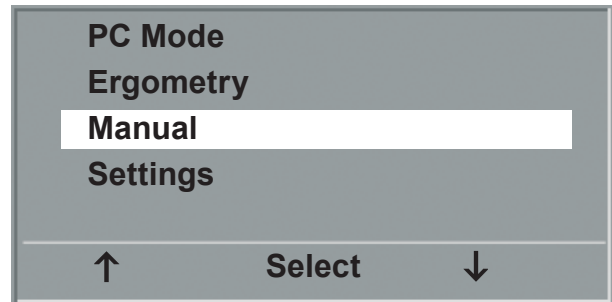 PC Mode
Ergometry
Manual
Settings
↑ Select ↓